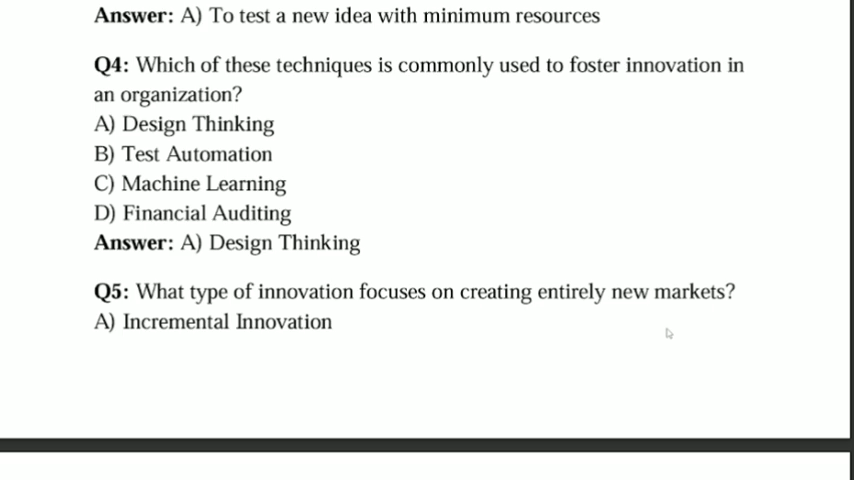 Answer: A) To test a new idea with minimum resources
Q4: Which of these techniques is commonly used to foster innovation in
an organization?
A) Design Thinking
B) Test Automation
C) Machine Learning
D) Financial Auditing
Answer: A) Design Thinking
Q5: What type of innovation focuses on creating entirely new markets?
A) Incremental Innovation